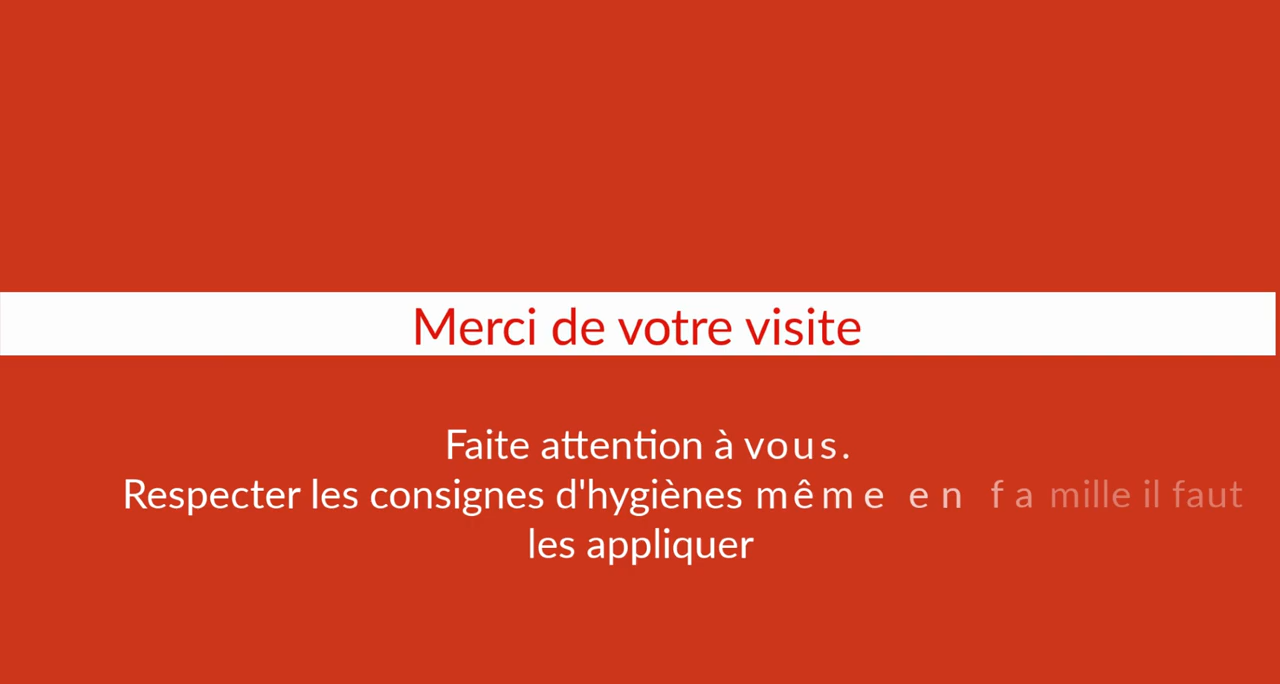 Merci de votre visite
Faite attention à vous.
Respecter les consignes d'hygiènes même en famille il faut
les appliquer